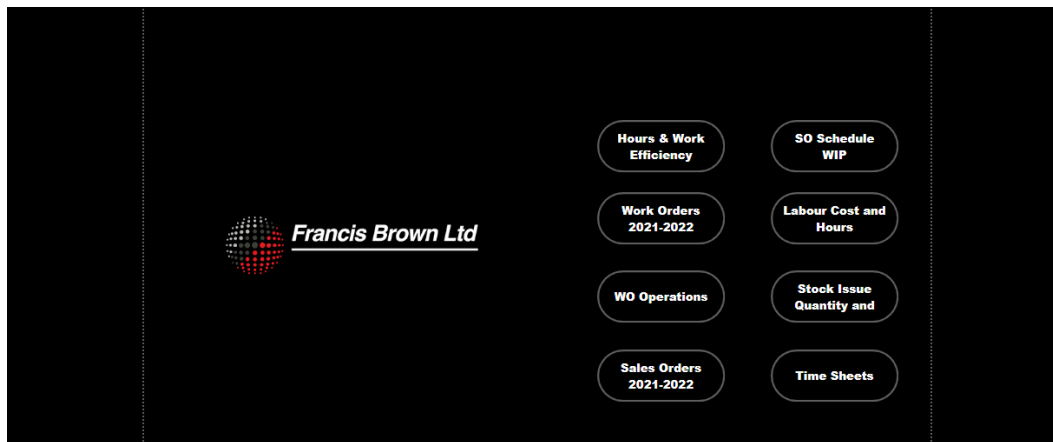 Francis Brown Ltd
Hours & Work
Efficiency
SO Schedule
WIP
Work Orders
2021-2022
Labour Cost and
Hours
WO Operations
Stock Issue
Quantity and
Sales Orders
2021-2022
Time Sheets